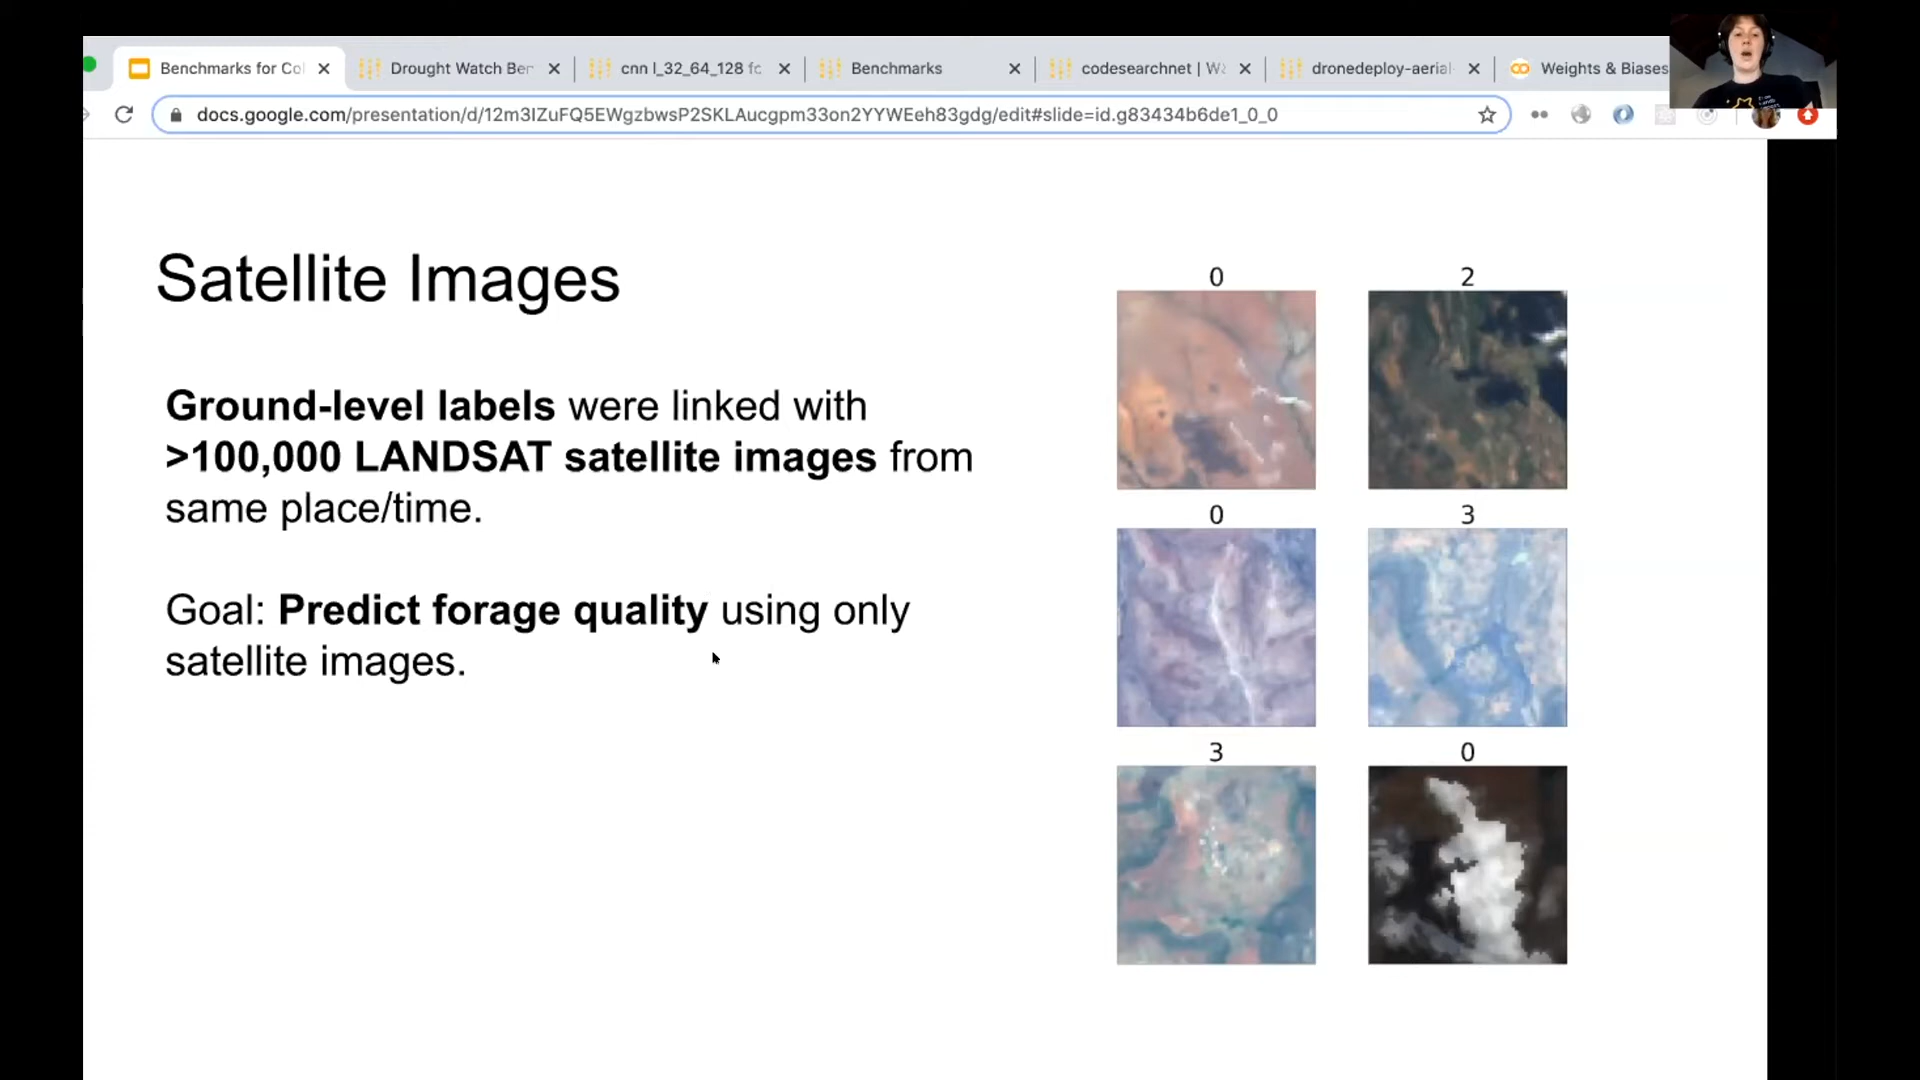 Benchmarks for Col
Drought Watch Ben
cnn l_32_64_128 fc
Benchmarks
codesearchnet | W&
dronedeploy-aerial-
Weights & Biases
docs.google.com/presentation/d/12m3IZuFQ5EWgzbwsP2SKLAucgpm33on2YYWEeh83gdg/edit#slide=id.g83434b6de1_0_0
Satellite Images
Ground-level labels were linked with
>100,000 LANDSAT satellite images from
same place/time.
Goal: Predict forage quality using only
satellite images.
0
2
0
3
3
0